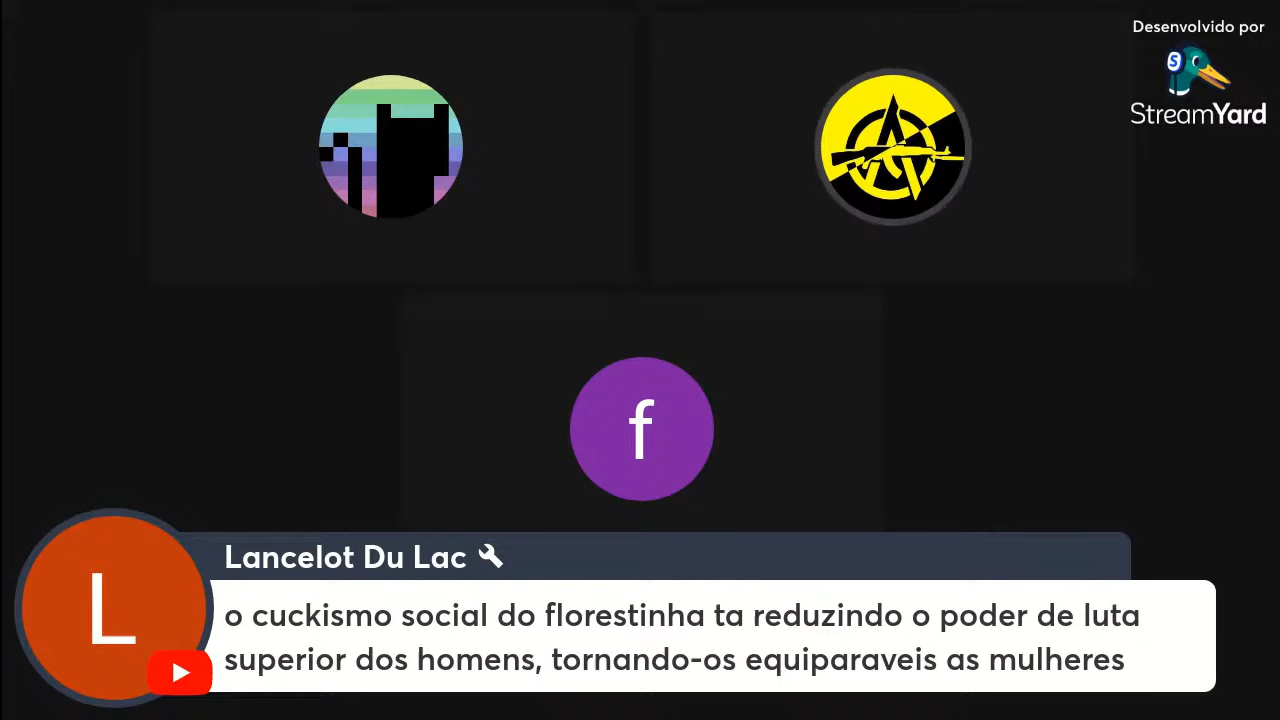 Desenvolvido por
S
StreamYard
A
f
L
Lancelot Du Lac
o cuckismo social do florestinha ta reduzindo o poder de luta
superior dos homens, tornando-os equiparaveis as mulheres